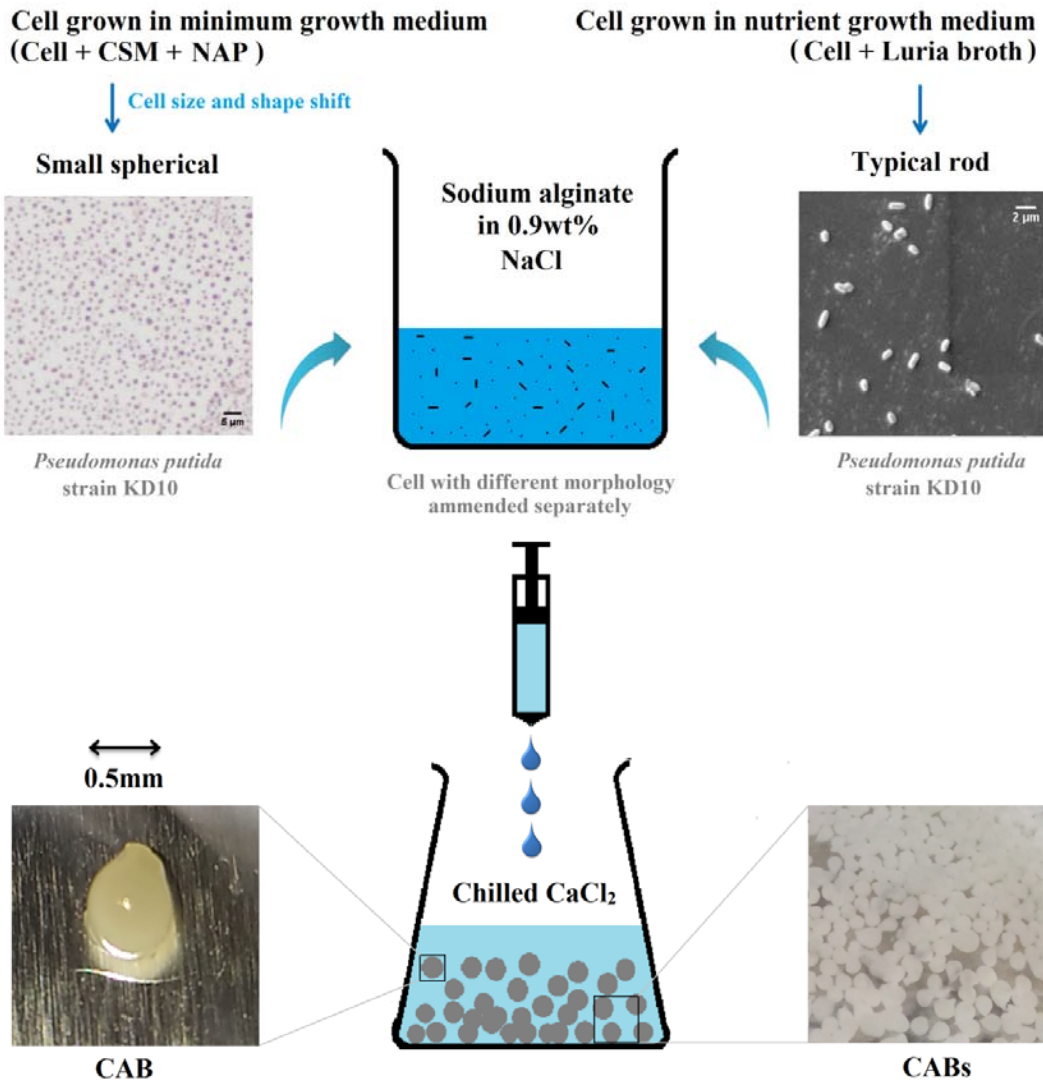 Cell grown in minimum growth medium
(Cell + CSM + NAP )
Cell size and shape shift
Small spherical
5 µm
Pseudomonas putida
strain KD10
Cell grown in nutrient growth medium
(Cell + Luria broth)
Typical rod
2 µm
Pseudomonas putida
strain KD10
Sodium alginate
in 0.9wt%
NaCl
Cell with different morphology
ammended separately
0.5mm
CAB
Chilled CaCl₂
CABs